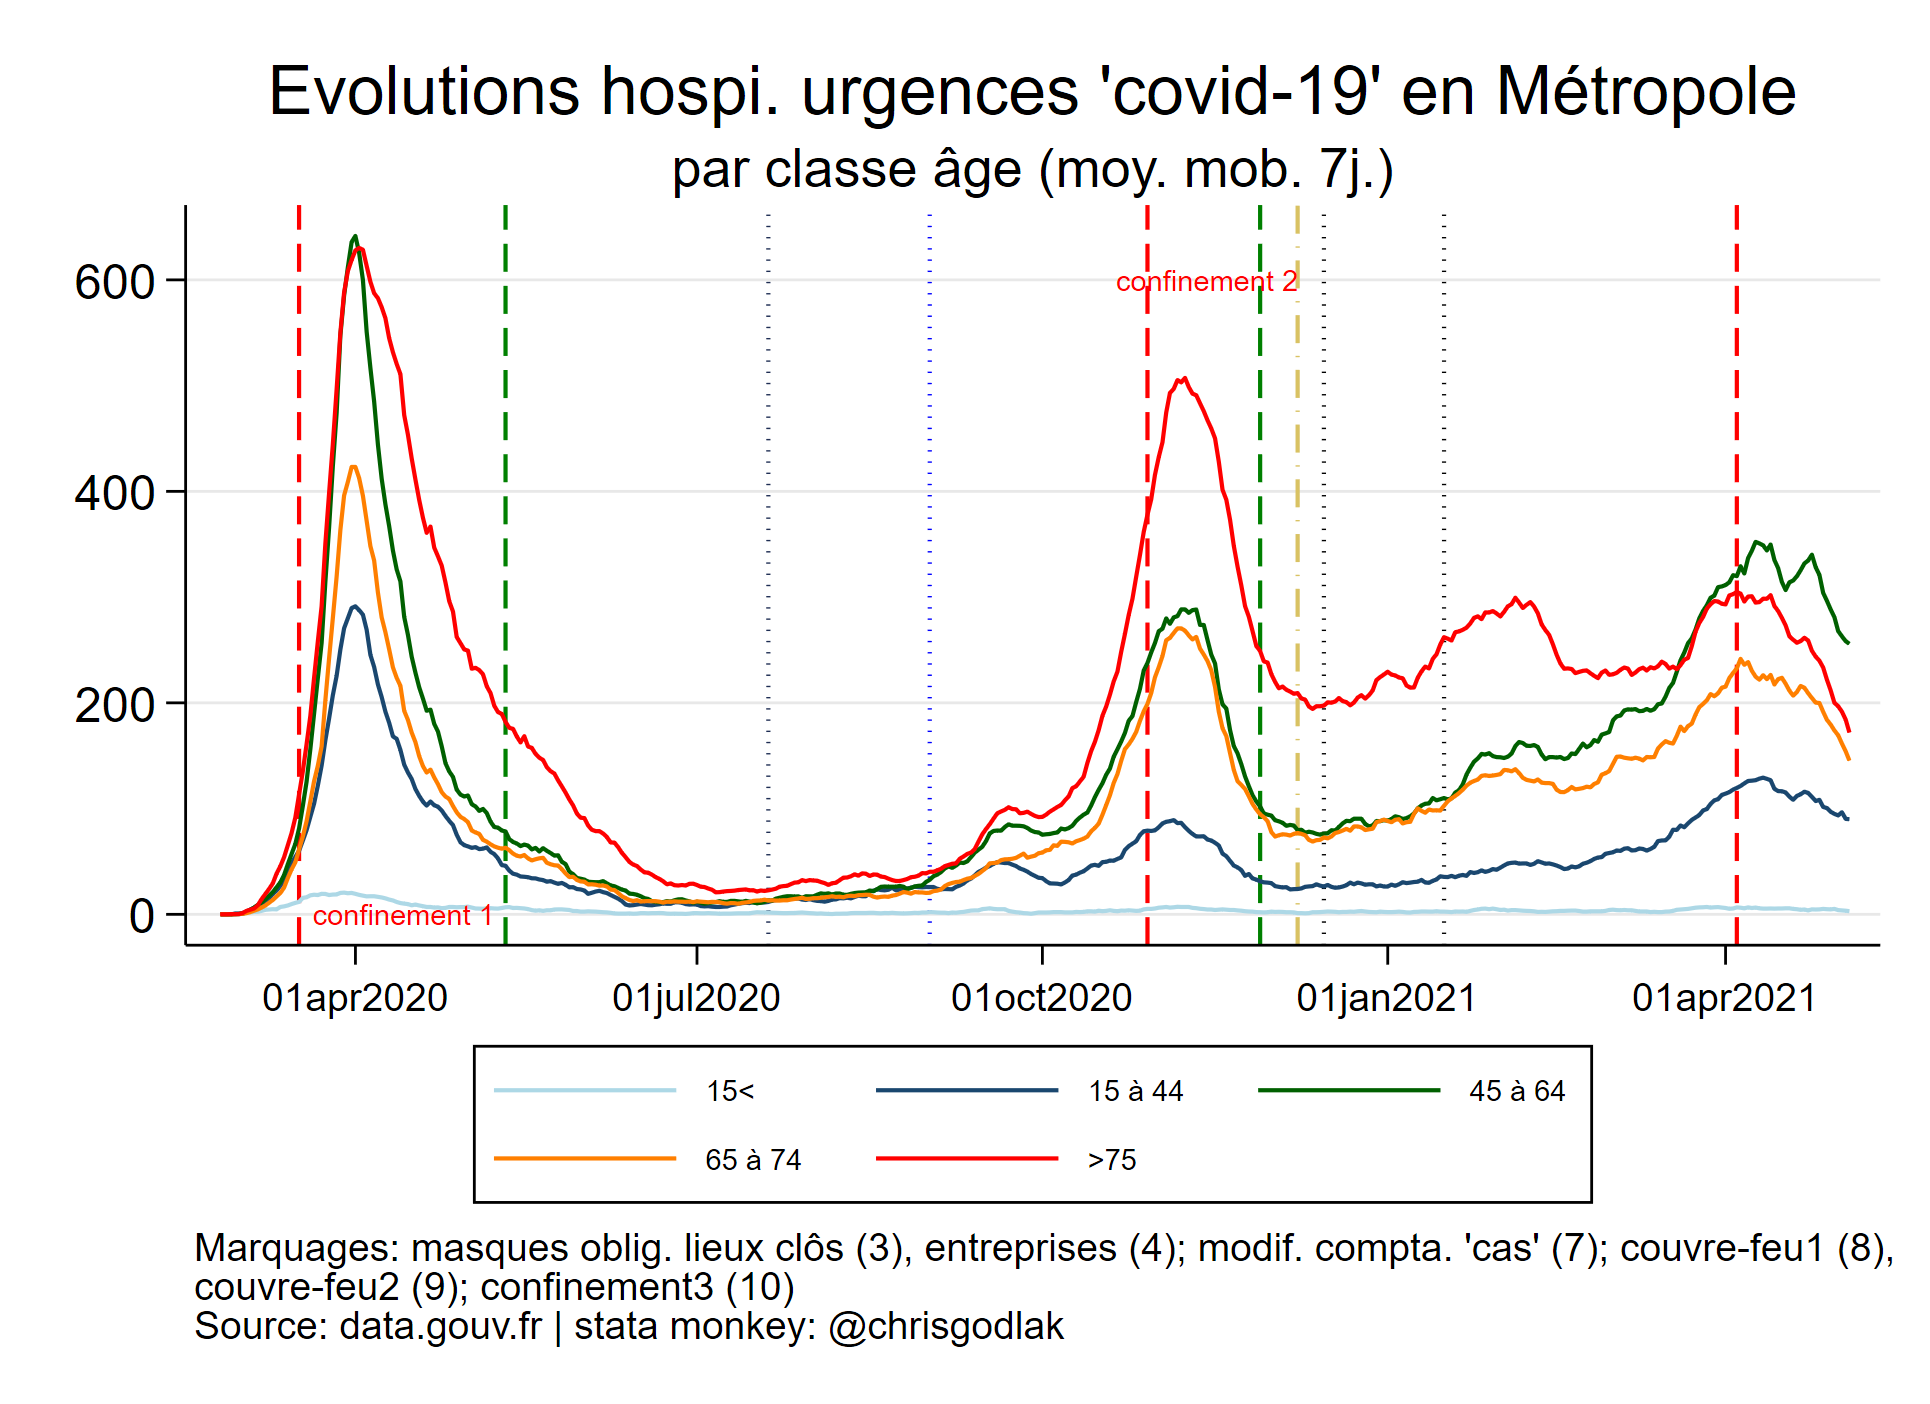 Evolutions hospi. urgences 'covid-19' en Métropole
par classe âge (moy. mob. 7j.)
600
400
200
0
confinement 2
confinement 1
01apr2020
01jul2020
01oct2020
01jan2021
01apr2021
15<
15 à 44
45 à 64
65 à 74
>75
Marquages: masques oblig. lieux clôs (3), entreprises (4); modif. compta. 'cas' (7); couvre-feu1 (8),
couvre-feu2 (9); confinement3 (10)
Source: data.gouv.fr | stata monkey: @chrisgodlak